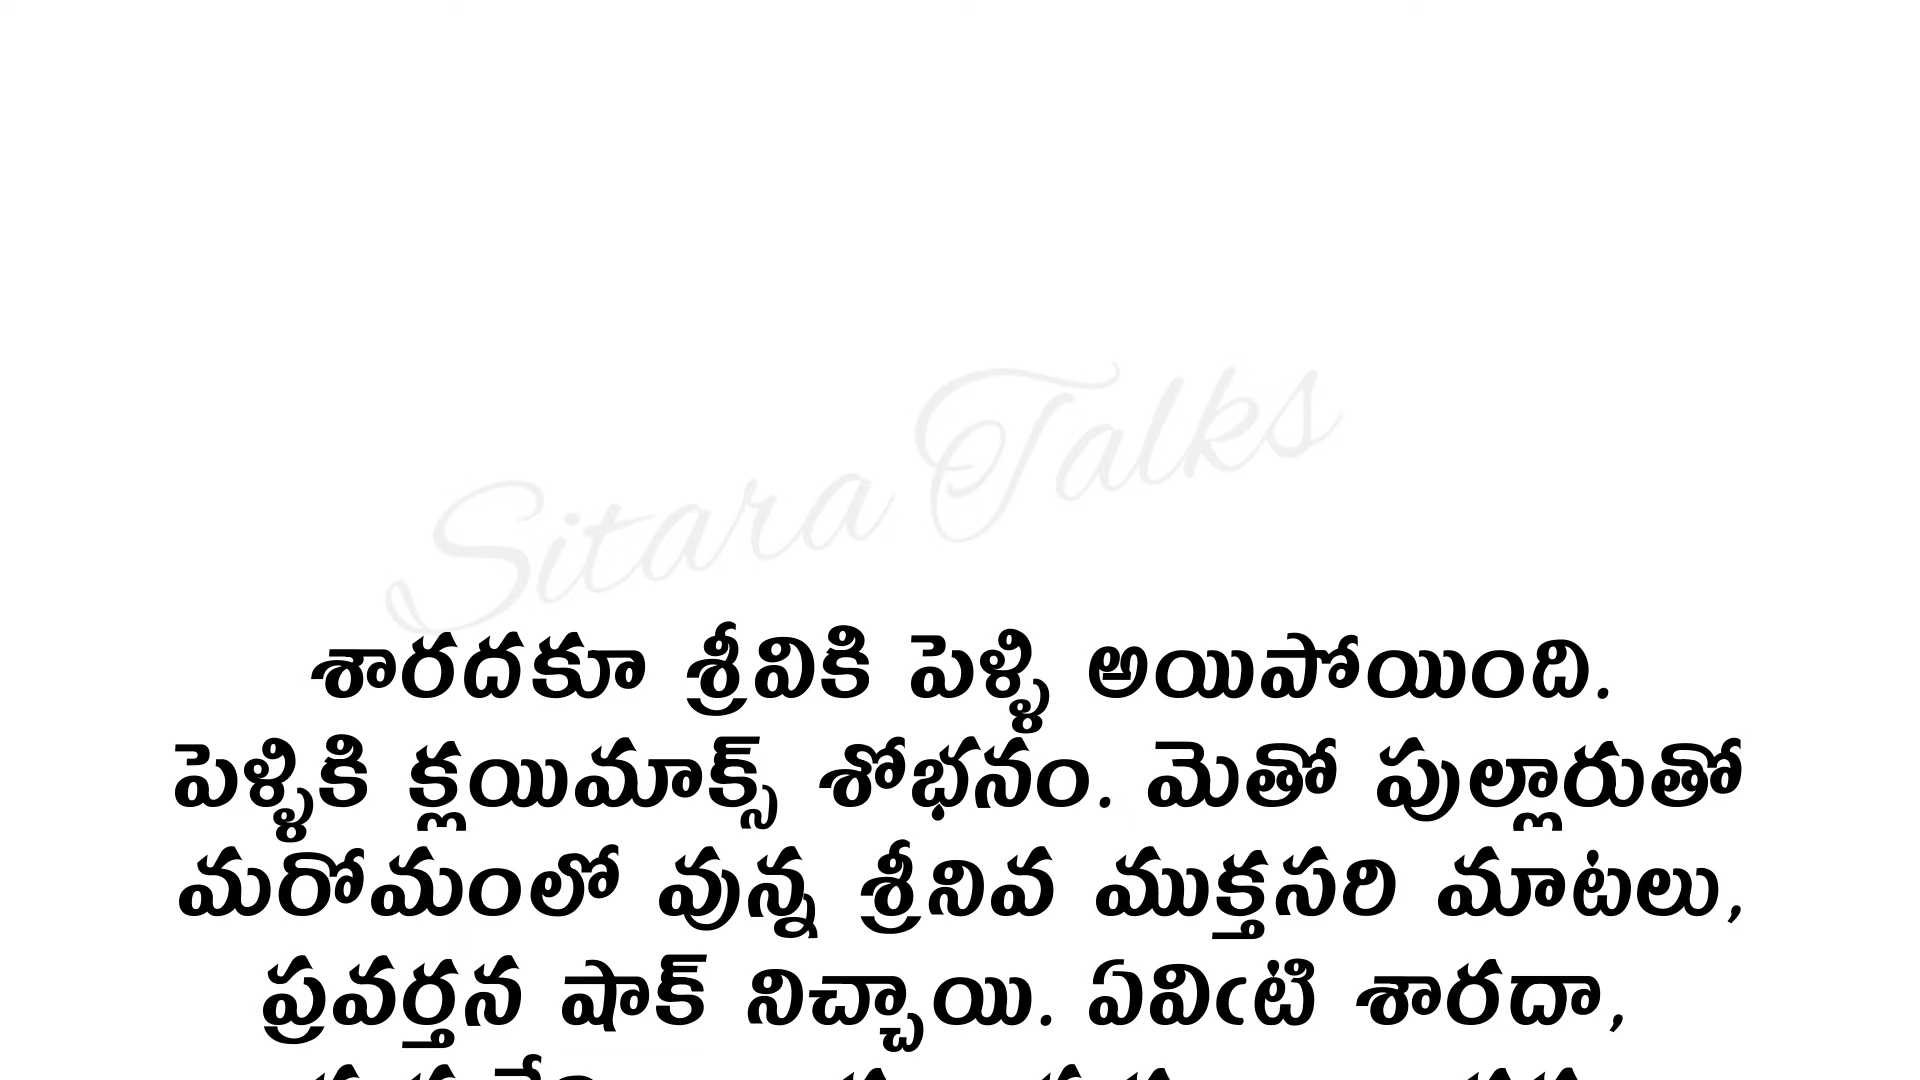 Sitara Talks
శారదకూ శ్రీవికి పెళ్ళి అయిపోయింది.
పెళ్ళికి క్లయిమాక్స్ శోభనం. మెతో పుల్లారుతో
మరోమంలో వున్న శ్రీనివ ముక్తసరి మాటలు,
ప్రవర్తన షాక్ నిచ్చాయి. ఏవిఁటి శారదా,